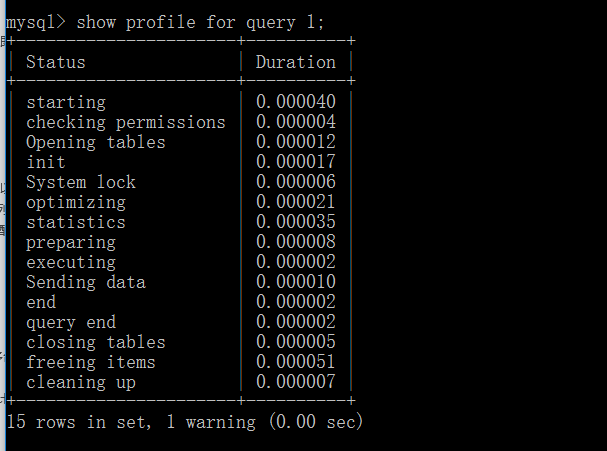 mysql> show profile for query 1;
+----------------------+----------+
| Status               | Duration |
+----------------------+----------+
| starting             | 0.000040 |
| checking permissions | 0.000004 |
| Opening tables       | 0.000012 |
| init                 | 0.000017 |
| System lock          | 0.000006 |
| optimizing           | 0.000021 |
| statistics           | 0.000035 |
| preparing            | 0.000008 |
| executing            | 0.000002 |
| Sending data         | 0.000010 |
| end                  | 0.000002 |
| query end            | 0.000002 |
| closing tables       | 0.000005 |
| freeing items        | 0.000051 |
| cleaning up          | 0.000007 |
+----------------------+----------+
15 rows in set, 1 warning (0.00 sec)